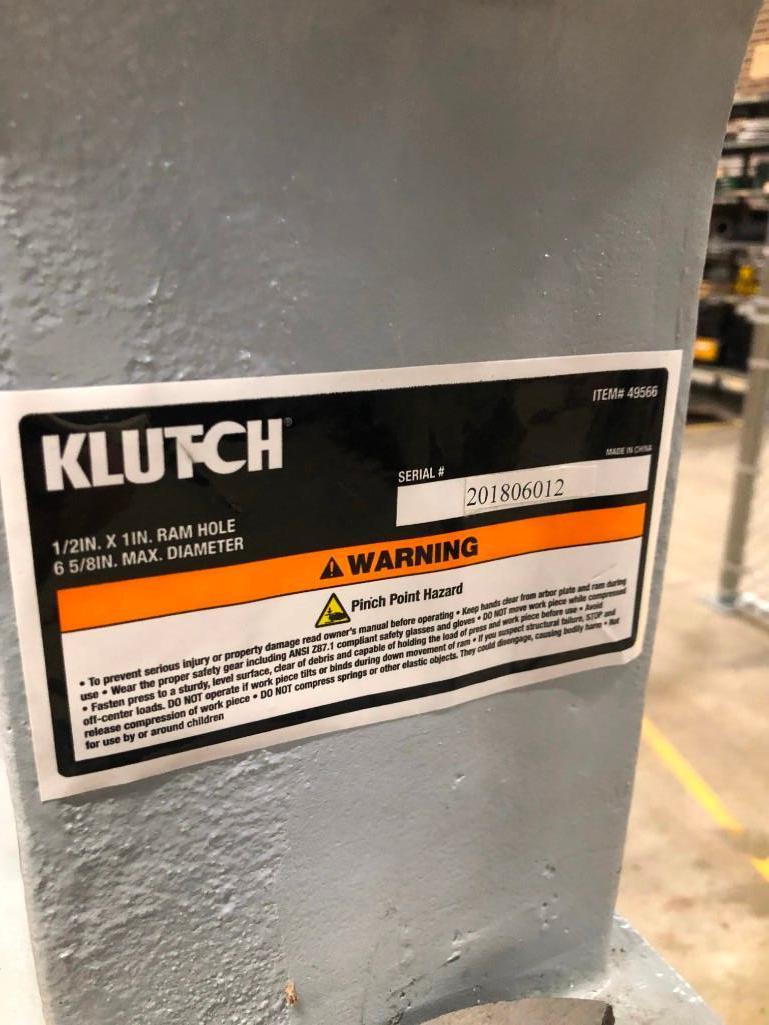 ITEM# 49566
KLUTCH®
MADE IN CHINA
SERIAL #
201806012
1/2IN. X 1IN. RAM HOLE
6 5/8IN. MAX. DIAMETER
WARNING
Pinch Point Hazard
• To prevent serious injury or property damage read owner's manual before operating • Keep hands clear from arbor plate and ram during
use • Wear the proper safety gear including ANSI Z87.1 compliant safety glasses and gloves • DO NOT move work piece while compressed
• Fasten press to a sturdy, level surface, clear of debris and capable of holding the load of press and work piece before use • Avoid
off-center loads. DO NOT operate if work piece tilts or binds during down movement of ram • If you suspect structural failure, STOP and
release compression of work piece • DO NOT compress springs or other elastic objects. They could disengage, causing bodily harm • Not
for use by or around children